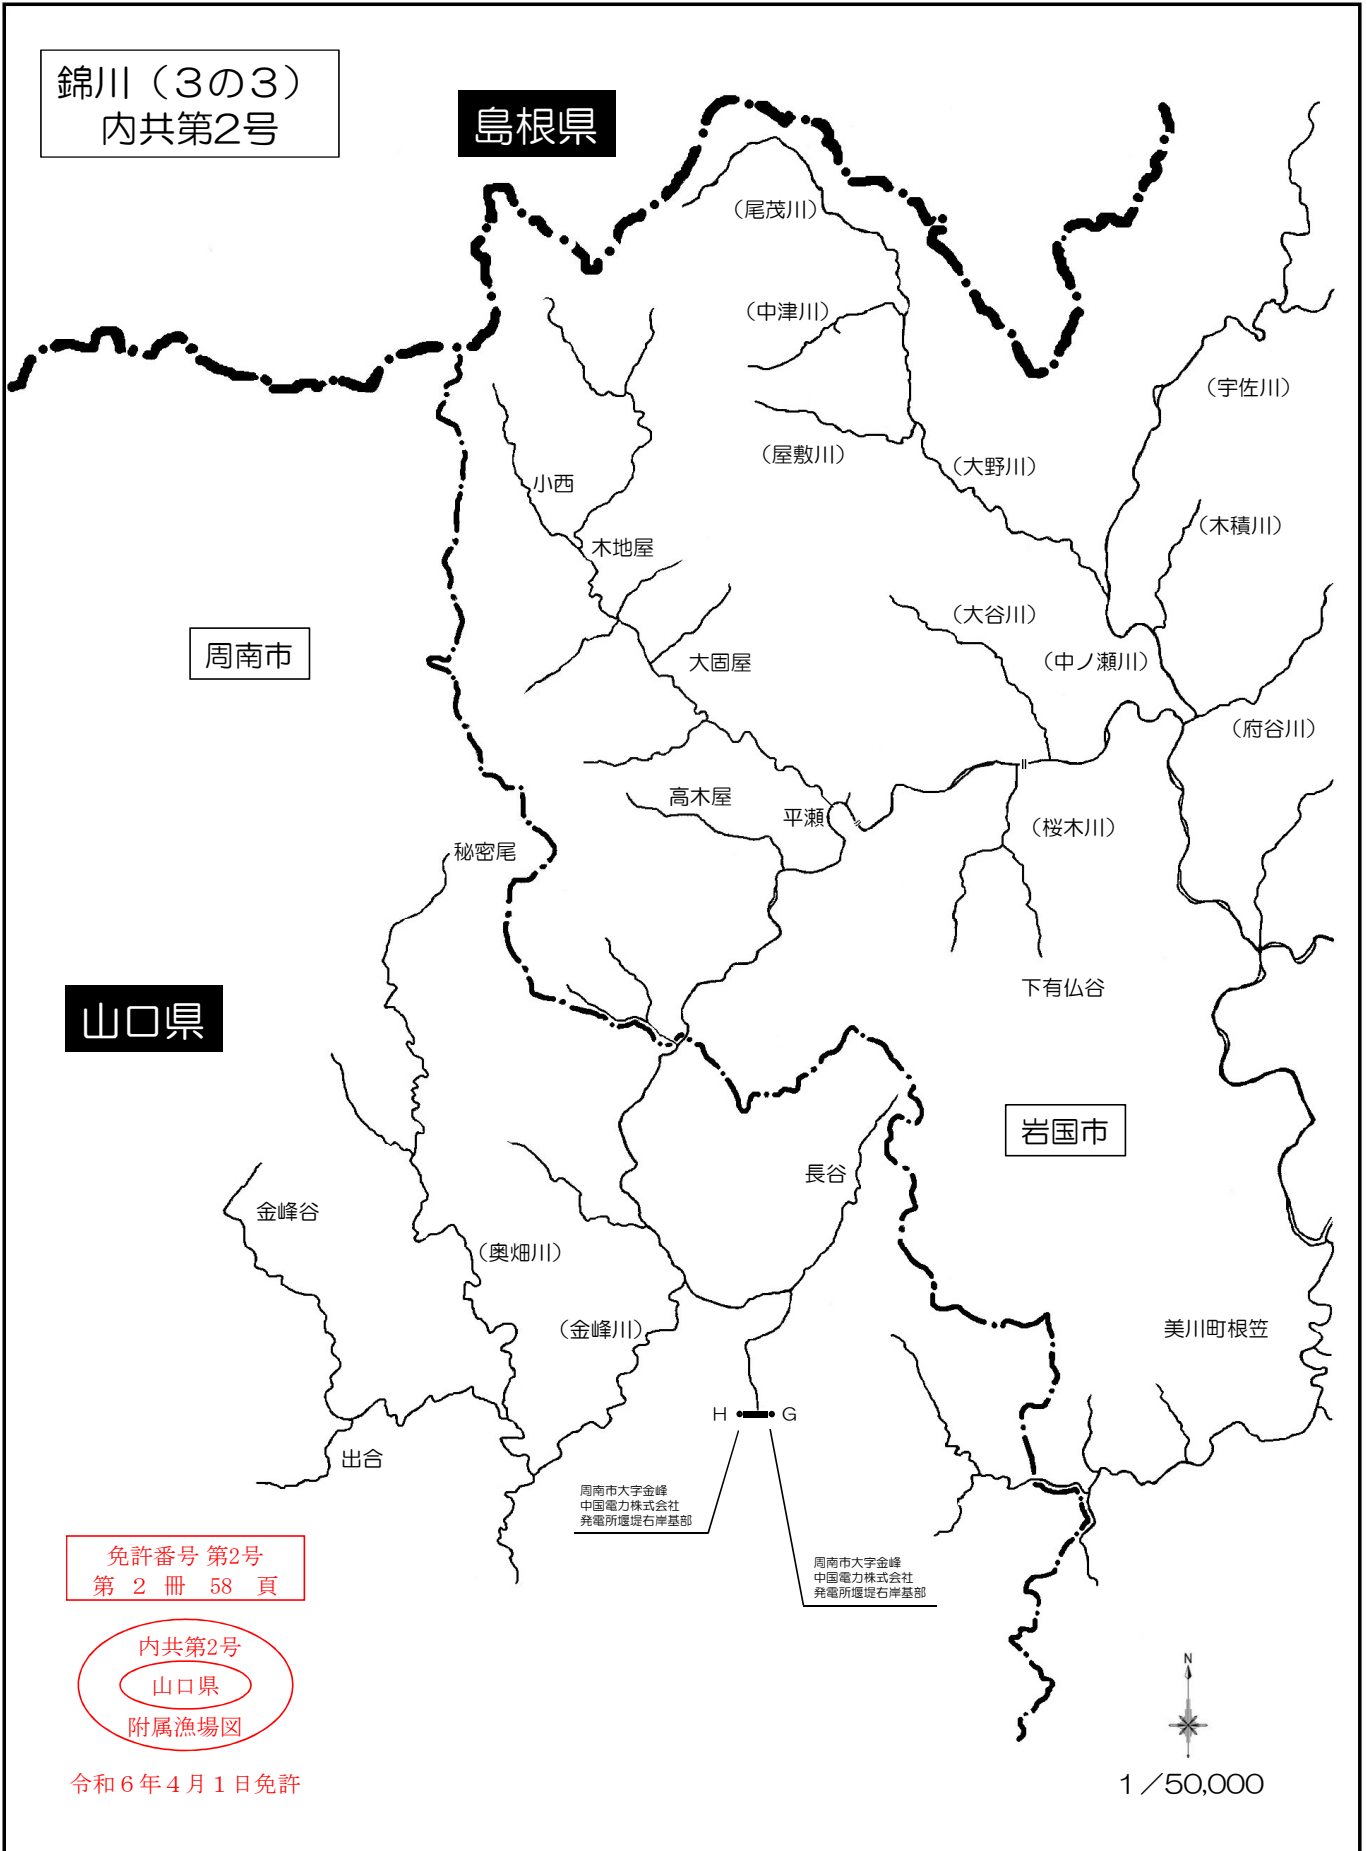 錦川（３の３）
内共第2号
島根県
（尾茂川）
（中津川）
（宇佐川）
（屋敷川）
（大野川）
小西
（木積川）
木地屋
（大谷川）
周南市
大固屋
（中ノ瀬川）
（府谷川）
高木屋
平瀬
（桜木川）
秘密尾
下有仏谷
山口県
岩国市
長谷
金峰谷
（奥畑川）
（金峰川）
美川町根笠
H
G
出合
周南市大字金峰
中国電力株式会社
発電所堰堤右岸基部
周南市大字金峰
中国電力株式会社
発電所堰堤右岸基部
免許番号 第2号
第 2 冊 58 頁
内共第2号
山口県
附属漁場図
令和６年４月１日免許
N
1／50,000